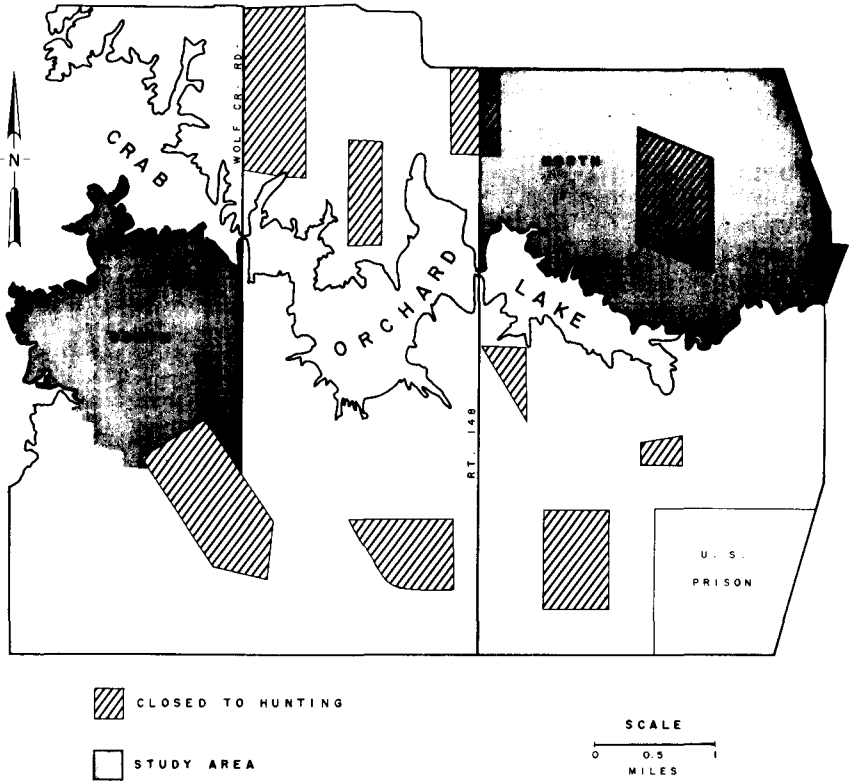 WOLF CR. RD.
CRAB
N
NORTH
ORCHARD
LAKE
RT. 148
U. S.
PRISON
CLOSED TO HUNTING
STUDY AREA
SCALE
0 0.5 1
MILES